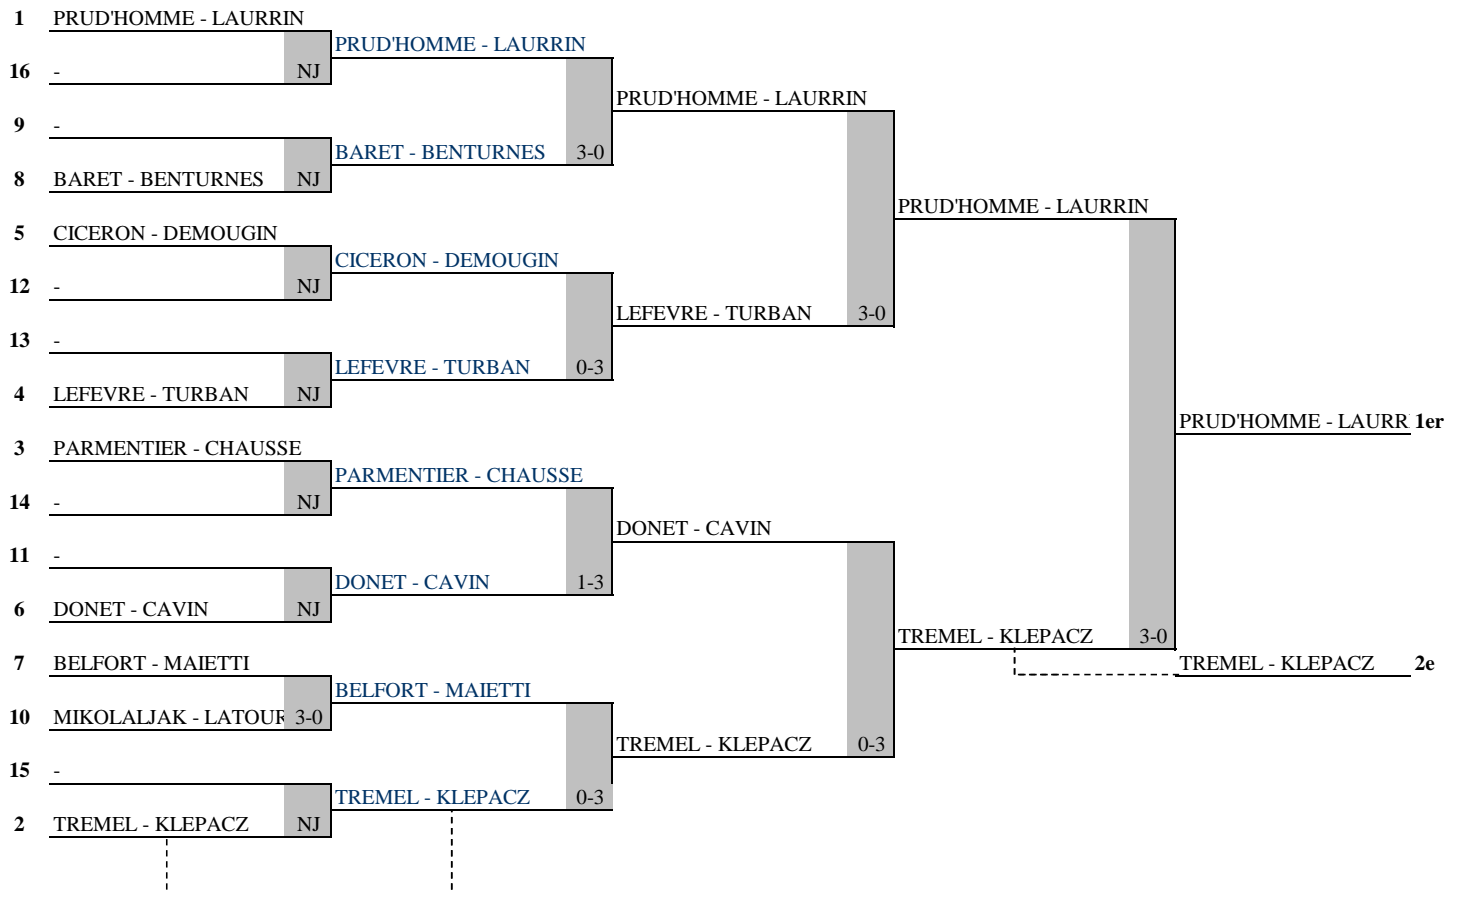 1 PRUD'HOMME - LAURRIN
PRUD'HOMME - LAURRIN
16 - NJ
PRUD'HOMME - LAURRIN
9 -
BARET - BENTURNES 3-0
8 BARET - BENTURNES NJ
PRUD'HOMME - LAURRIN
5 CICERON - DEMOUGIN
CICERON - DEMOUGIN
12 - NJ
LEFEVRE - TURBAN 3-0
13 -
LEFEVRE - TURBAN 0-3
4 LEFEVRE - TURBAN NJ
PRUD'HOMME - LAURR 1er
3 PARMENTIER - CHAUSSE
PARMENTIER - CHAUSSE
14 - NJ
DONET - CAVIN
11 -
DONET - CAVIN 1-3
6 DONET - CAVIN NJ
TREMEL - KLEPACZ 3-0
7 BELFORT - MAIETTI
TREMEL - KLEPACZ 2e
BELFORT - MAIETTI
10 MIKOLALJAK - LATOUR 3-0
TREMEL - KLEPACZ 0-3
15 -
TREMEL - KLEPACZ 0-3
2 TREMEL - KLEPACZ NJ